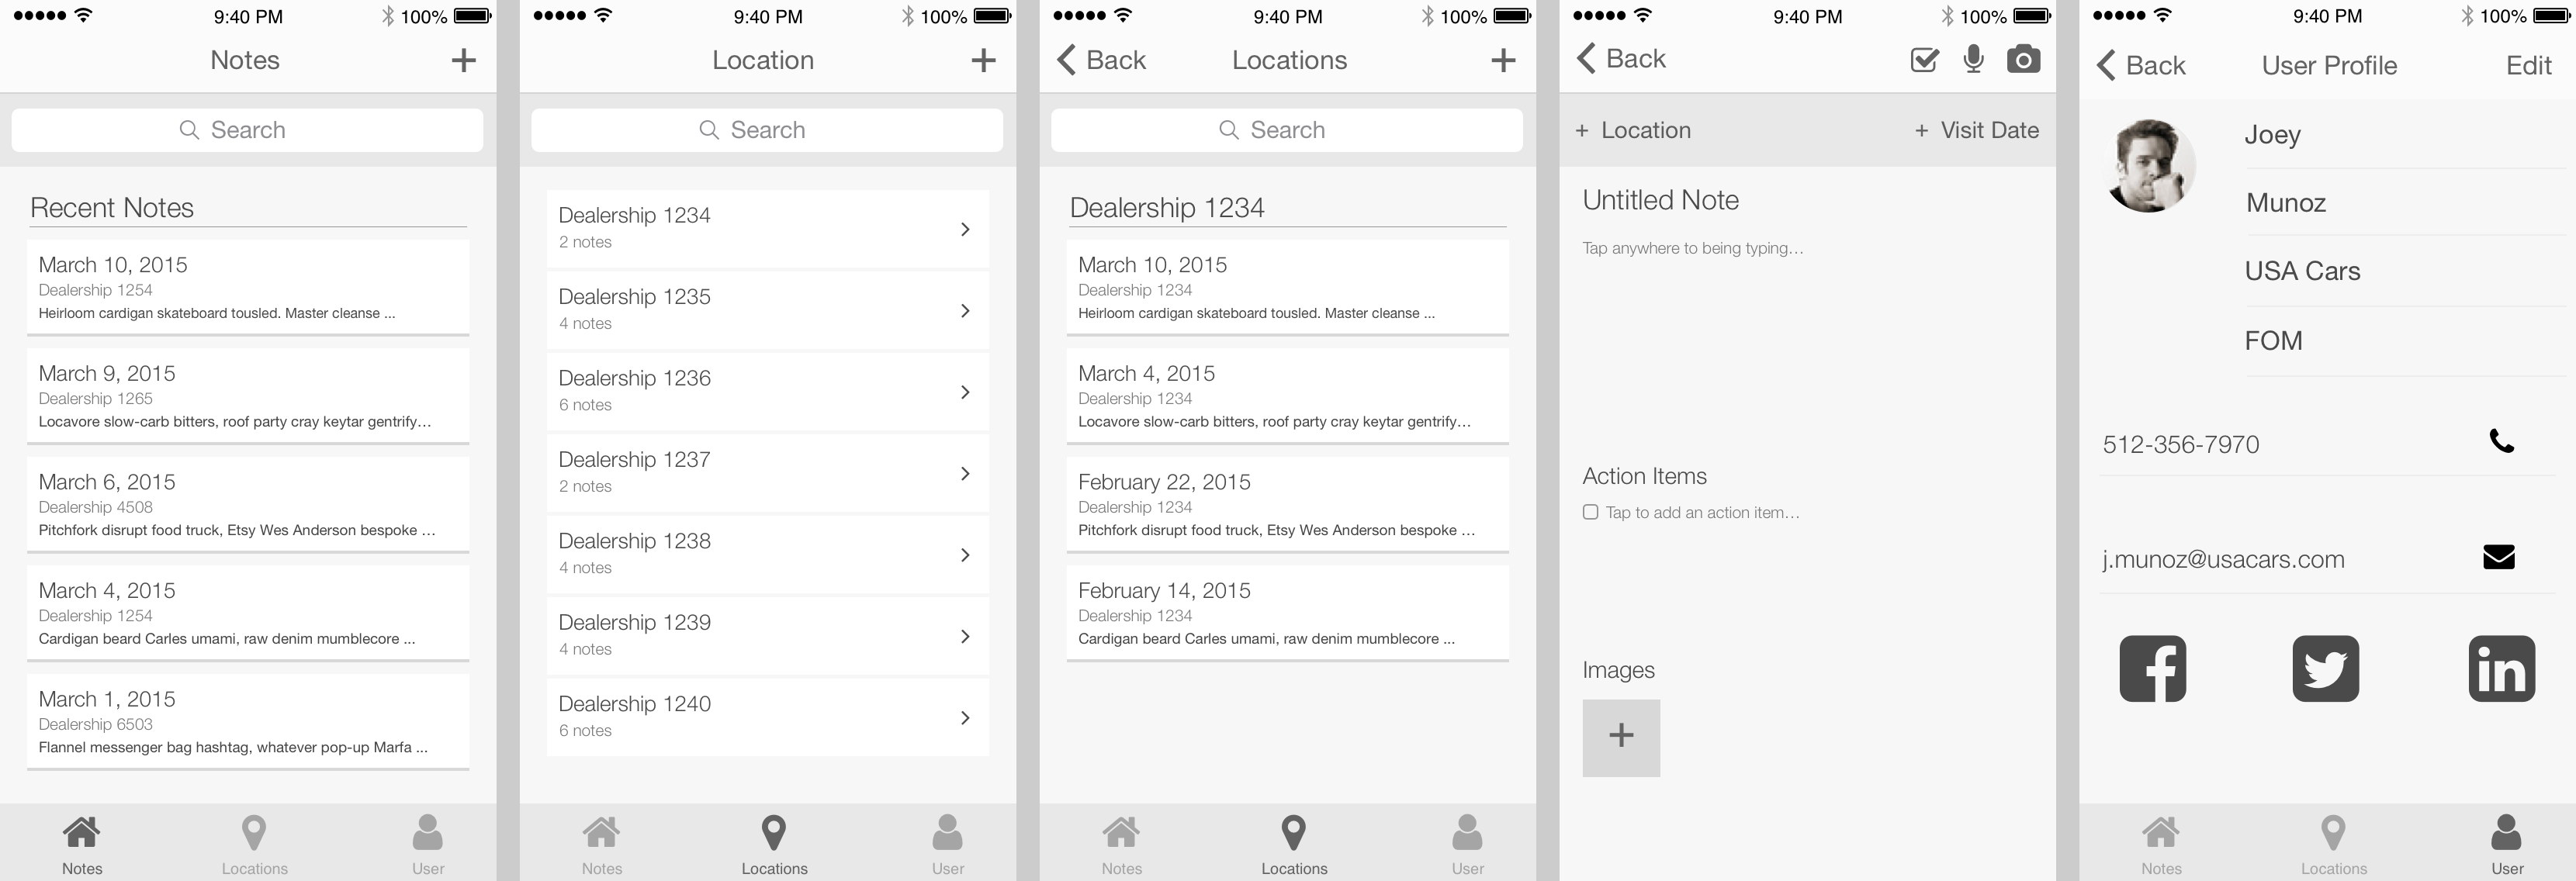 9:40 PM 100%
Notes +
Search
Recent Notes
March 10, 2015
Dealership 1254
Heirloom cardigan skateboard tousled. Master cleanse ...
March 9, 2015
Dealership 1265
Locavore slow-carb bitters, roof party cray keytar gentrify…
March 6, 2015
Dealership 4508
Pitchfork disrupt food truck, Etsy Wes Anderson bespoke …
March 4, 2015
Dealership 1254
Cardigan beard Carles umami, raw denim mumblecore ...
March 1, 2015
Dealership 6503
Flannel messenger bag hashtag, whatever pop-up Marfa ...
Notes Locations User
9:40 PM 100%
Location +
Search
Dealership 1234
2 notes
Dealership 1235
4 notes
Dealership 1236
6 notes
Dealership 1237
2 notes
Dealership 1238
4 notes
Dealership 1239
4 notes
Dealership 1240
6 notes
Notes Locations User
9:40 PM 100%
Back Locations +
Search
Dealership 1234
March 10, 2015
Dealership 1234
Heirloom cardigan skateboard tousled. Master cleanse ...
March 4, 2015
Dealership 1234
Locavore slow-carb bitters, roof party cray keytar gentrify…
February 22, 2015
Dealership 1234
Pitchfork disrupt food truck, Etsy Wes Anderson bespoke …
February 14, 2015
Dealership 1234
Cardigan beard Carles umami, raw denim mumblecore ...
Notes Locations User
9:40 PM 100%
Back
+ Location + Visit Date
Untitled Note
Tap anywhere to being typing…
Action Items
Tap to add an action item…
Images
+
9:40 PM 100%
Back User Profile Edit
Joey
Munoz
USA Cars
FOM
512-356-7970
j.munoz@usacars.com
f in
Notes Locations User